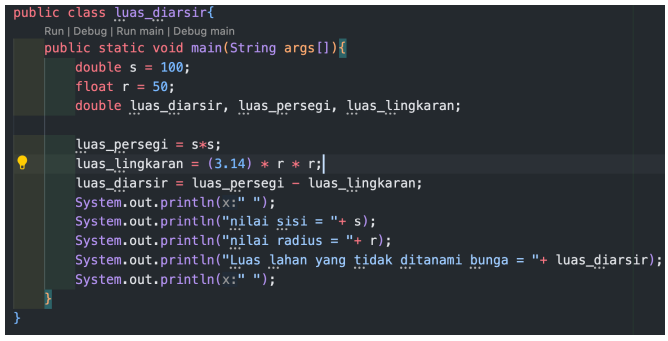 public class luas_diarsir{
Run | Debug | Run main | Debug main
public static void main(String args[]){
double s = 100;
float r = 50;
double luas_diarsir, luas_persegi, luas_lingkaran;
luas_persegi = s*s;
luas_lingkaran = (3.14) * r * r;
luas_diarsir = luas_persegi - luas_lingkaran;
System.out.println(x:" ");
System.out.println("nilai sisi = "+ s);
System.out.println("nilai radius = "+ r);
System.out.println("Luas lahan yang tidak ditanami bunga = "+ luas_diarsir);
System.out.println(x:" ");
}
}